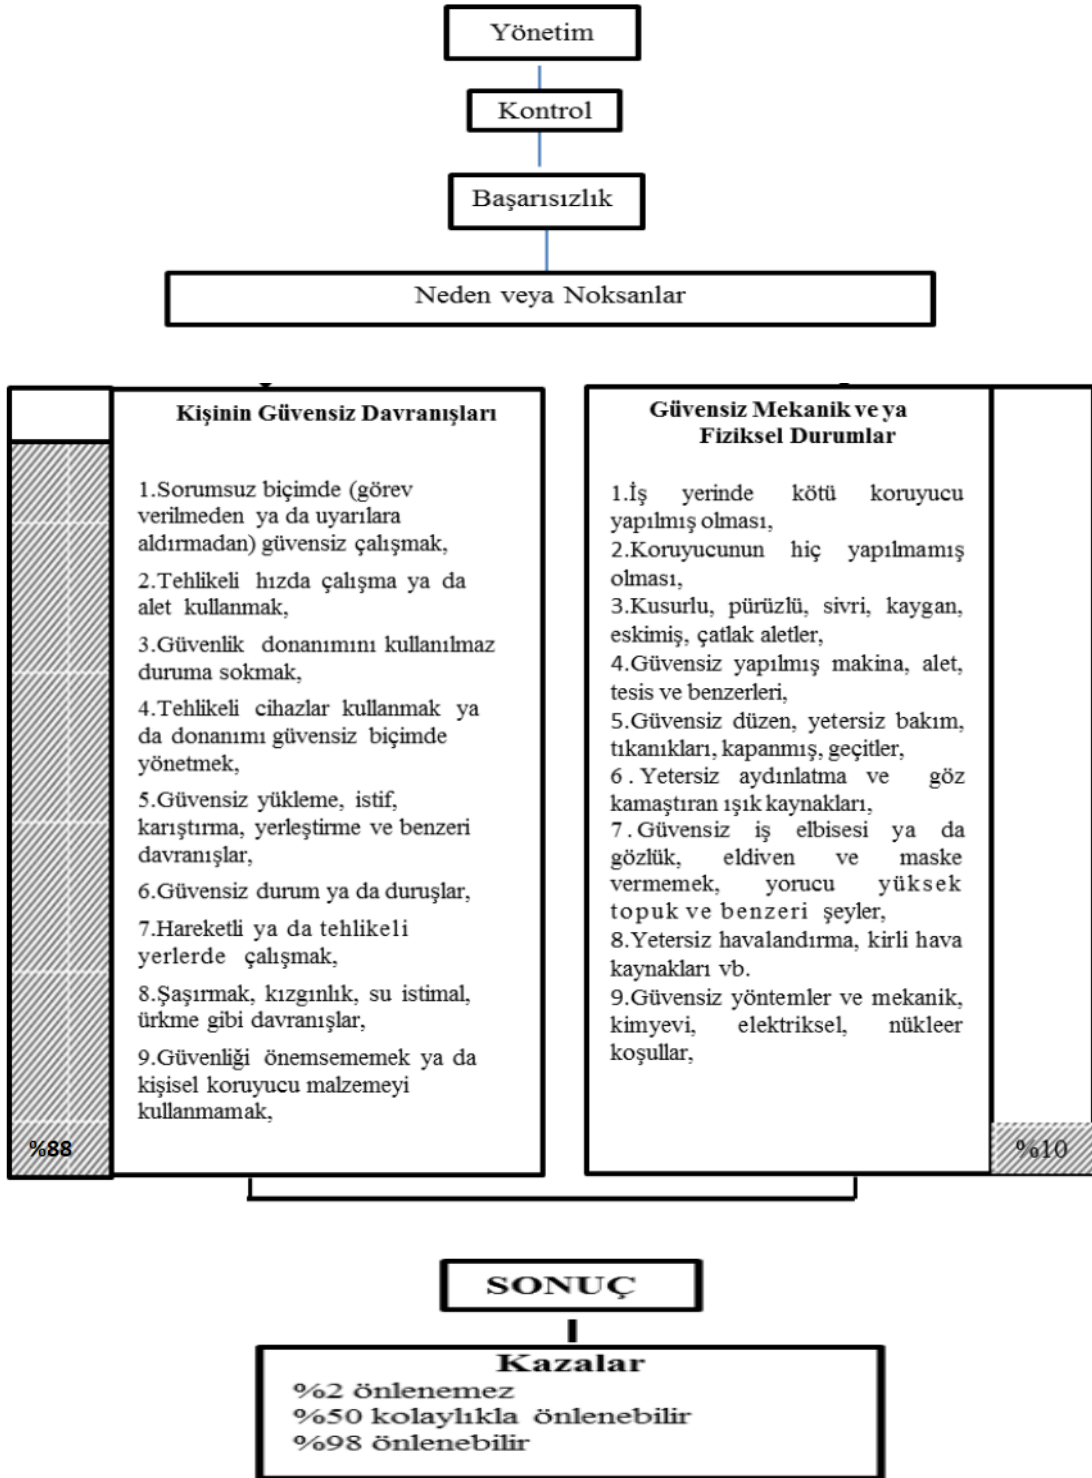 Yönetim
Kontrol
Başarısızlık
Neden veya Noksanlar
Kişinin Güvensiz Davranışları
1.Sorumsuz biçimde (görev
verilmeden ya da uyarılara
aldırmadan) güvensiz çalışmak,
2.Tehlikeli hızda çalışma ya da
alet kullanmak,
3.Güvenlik donanımını kullanılmaz
duruma sokmak,
4.Tehlikeli cihazlar kullanmak ya
da donanımı güvensiz biçimde
yönetmek,
5.Güvensiz yükleme, istif,
karıştırma, yerleştirme ve benzeri
davranışlar,
6.Güvensiz durum ya da duruşlar,
7.Hareketli ya da tehlikeli
yerlerde çalışmak,
8.Şaşırmak, kızgınlık, su istimal,
ürkme gibi davranışlar,
9.Güvenliği önemsememek ya da
kişisel koruyucu malzemeyi
kullanmamak,
%88
Güvensiz Mekanik ve ya
Fiziksel Durumlar
1.İş yerinde kötü koruyucu
yapılmış olması,
2.Koruyucunun hiç yapılmamış
olması,
3.Kusurlu, pürüzlü, sivri, kaygan,
eskimiş, çatlak aletler,
4.Güvensiz yapılmış makina, alet,
tesis ve benzerleri,
5.Güvensiz düzen, yetersiz bakım,
tıkanıkları, kapanmış, geçitler,
6. Yetersiz aydınlatma ve göz
kamaştıran ışık kaynakları,
7. Güvensiz iş elbisesi ya da
gözlük, eldiven ve maske
vermemek, yorucu yüksek
topuk ve benzeri şeyler,
8.Yetersiz havalandırma, kirli hava
kaynakları vb.
9.Güvensiz yöntemler ve mekanik,
kimyevi, elektriksel, nükleer
koşullar,
%10
SONUÇ
Kazalar
%2 önlenemez
%50 kolaylıkla önlenebilir
%98 önlenebilir